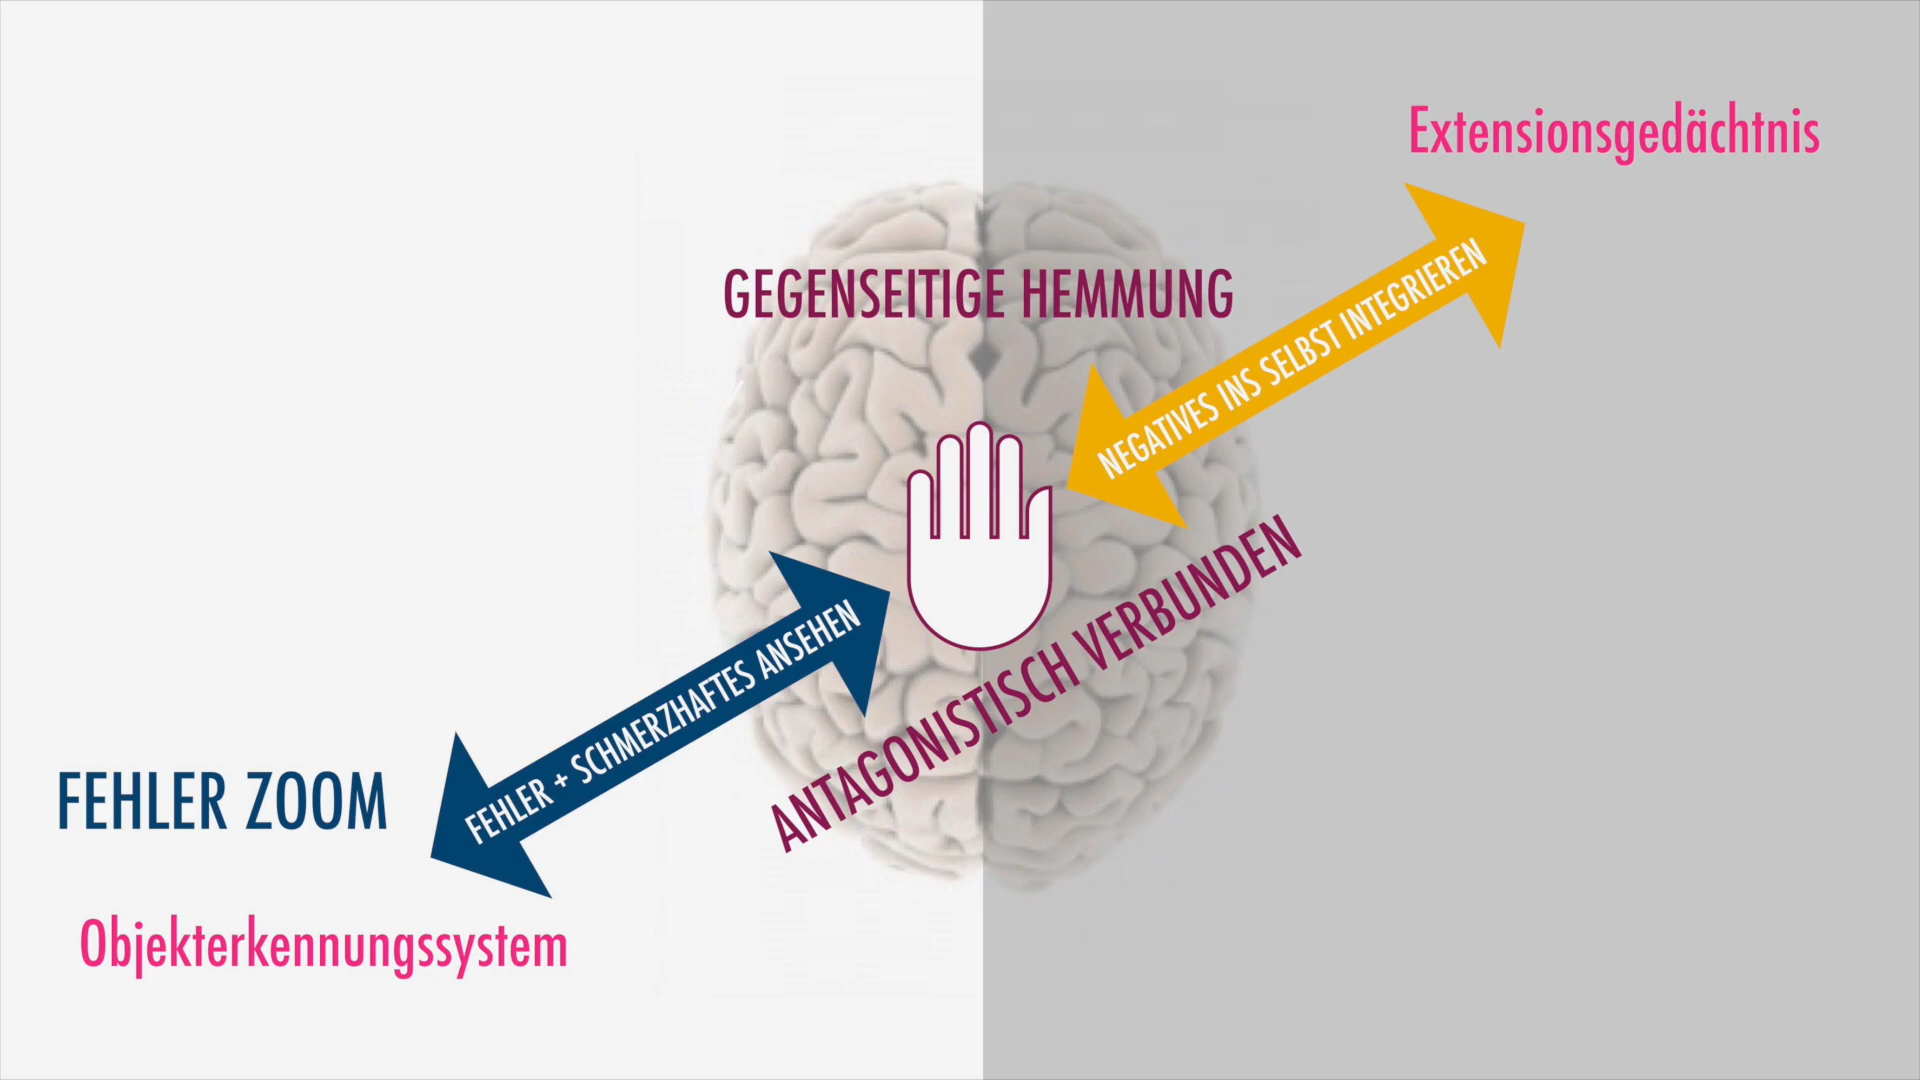 Extensionsgedächtnis
GEGENSEITIGE HEMMUNG
NEGATIVES INS SELBST INTEGRIEREN
ANTAGONISTISCH VERBUNDEN
FEHLER + SCHMERZHAFTES ANSEHEN
FEHLER ZOOM
Objekterkennungssystem